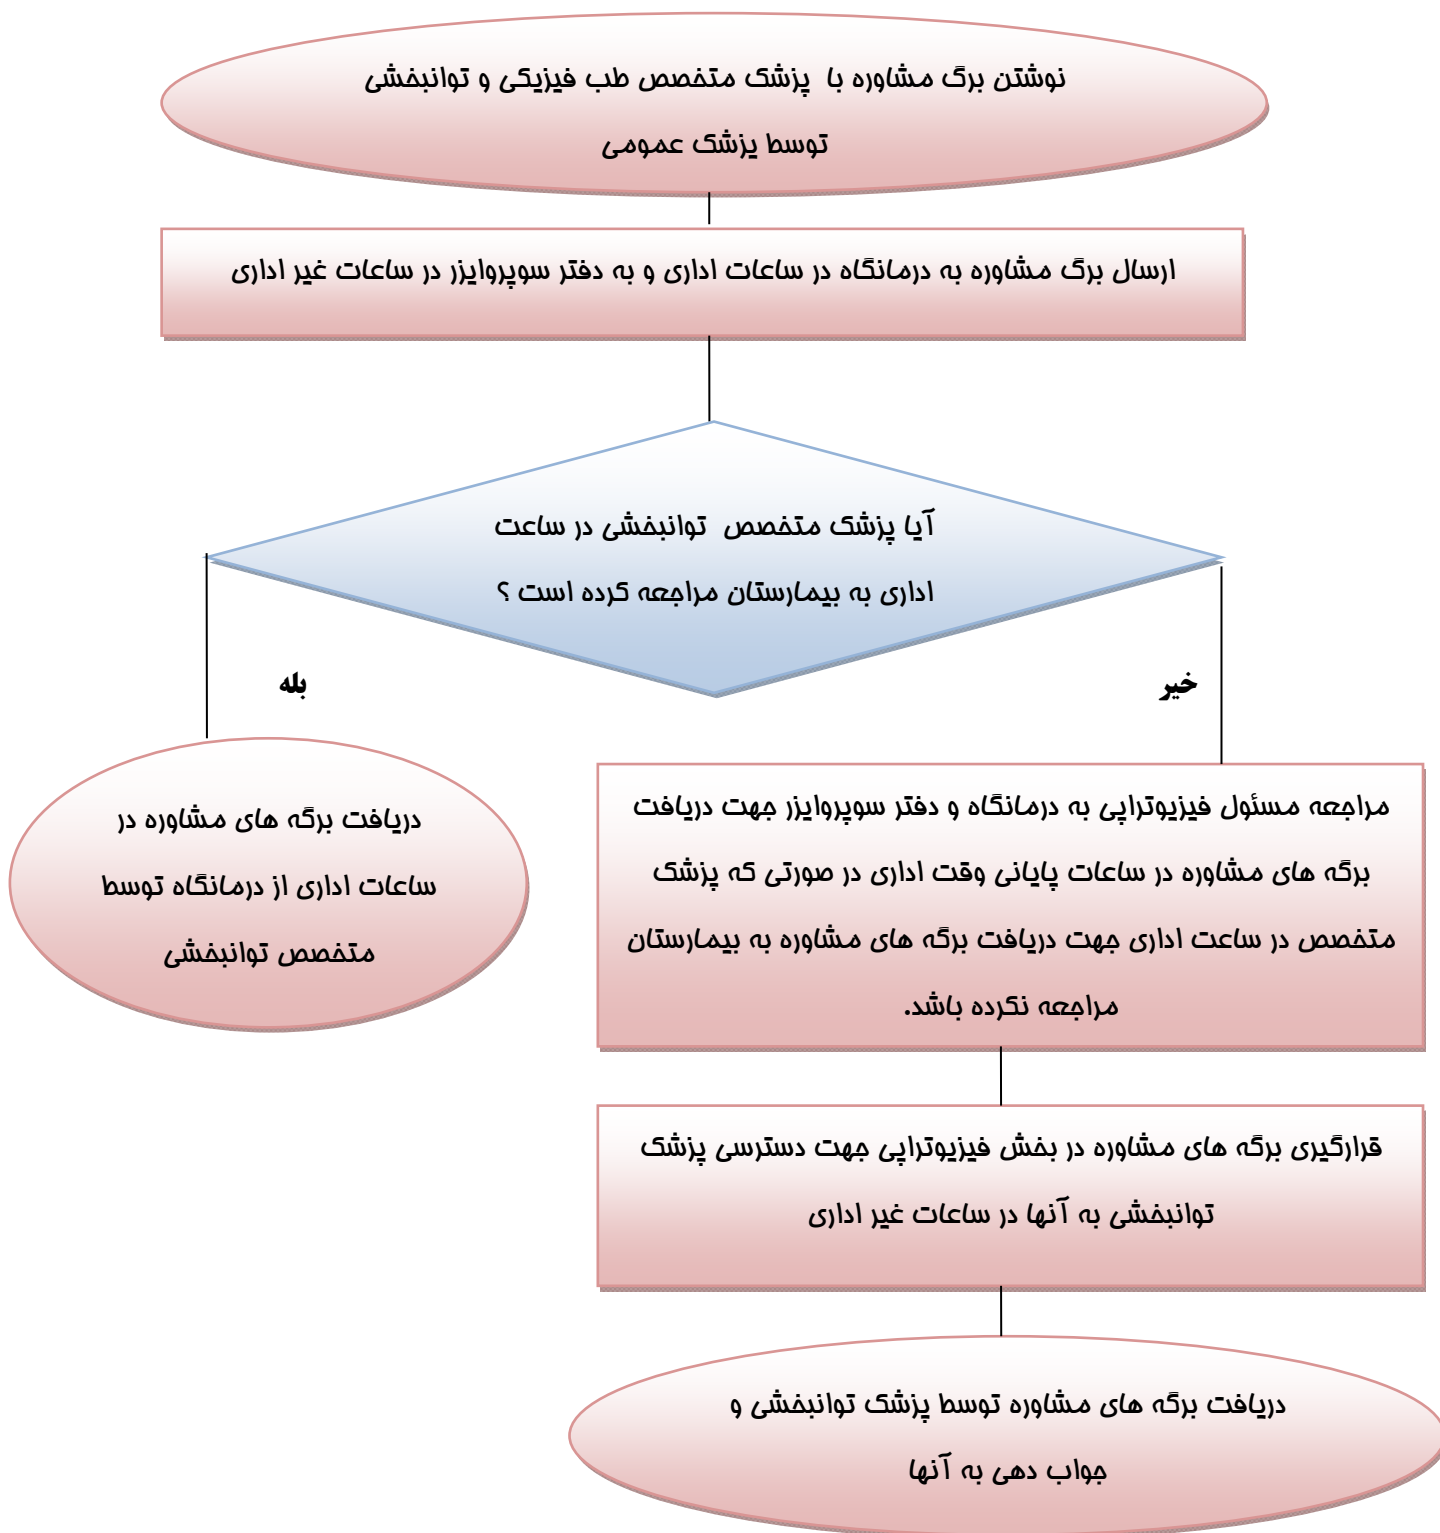 نوشتن برگ مشاوره با پزشک متخصص طب فیزیکی و توانبخشی
توسط پزشک عمومی
ارسال برگ مشاوره به درمانگاه در ساعات اداری و به دفتر سوپروایزر در ساعات غیر اداری
آیا پزشک متخصص توانبخشی در ساعت
اداری به بیمارستان مراجعه کرده است ؟
خیر
بله
مراجعه مسئول فیزیوتراپی به درمانگاه و دفتر سوپروایزر جهت دریافت
برگه های مشاوره در ساعات پایانی وقت اداری در صورتی که پزشک
متخصص در ساعت اداری جهت دریافت برگه های مشاوره به بیمارستان
مراجعه نکرده باشد.
دریافت برگه های مشاوره در
ساعات اداری از درمانگاه توسط
متخصص توانبخشی
قرارگیری برگه های مشاوره در بخش فیزیوتراپی جهت دسترسی پزشک
توانبخشی به آنها در ساعات غیر اداری
دریافت برگه های مشاوره توسط پزشک توانبخشی و
جواب دهی به آنها